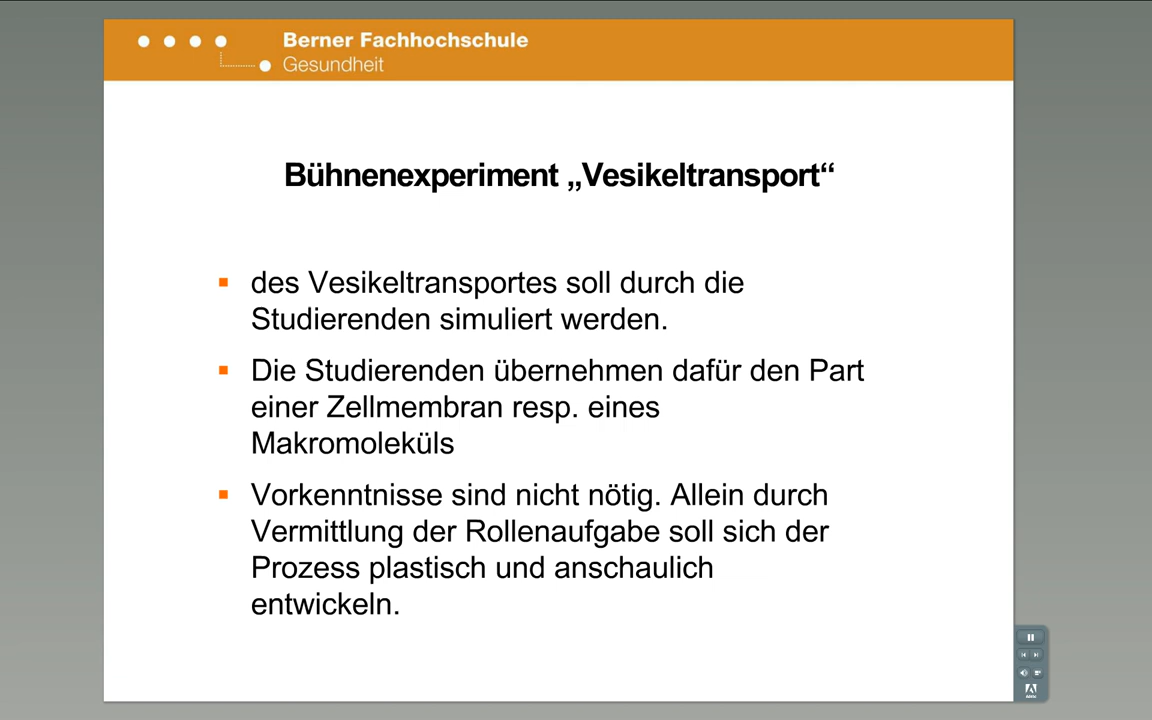 Berner Fachhochschule
Gesundheit
Bühnenexperiment „Vesikeltransport“
des Vesikeltransportes soll durch die
Studierenden simuliert werden.
Die Studierenden übernehmen dafür den Part
einer Zellmembran resp. eines
Makromoleküls
Vorkenntnisse sind nicht nötig. Allein durch
Vermittlung der Rollenaufgabe soll sich der
Prozess plastisch und anschaulich
entwickeln.